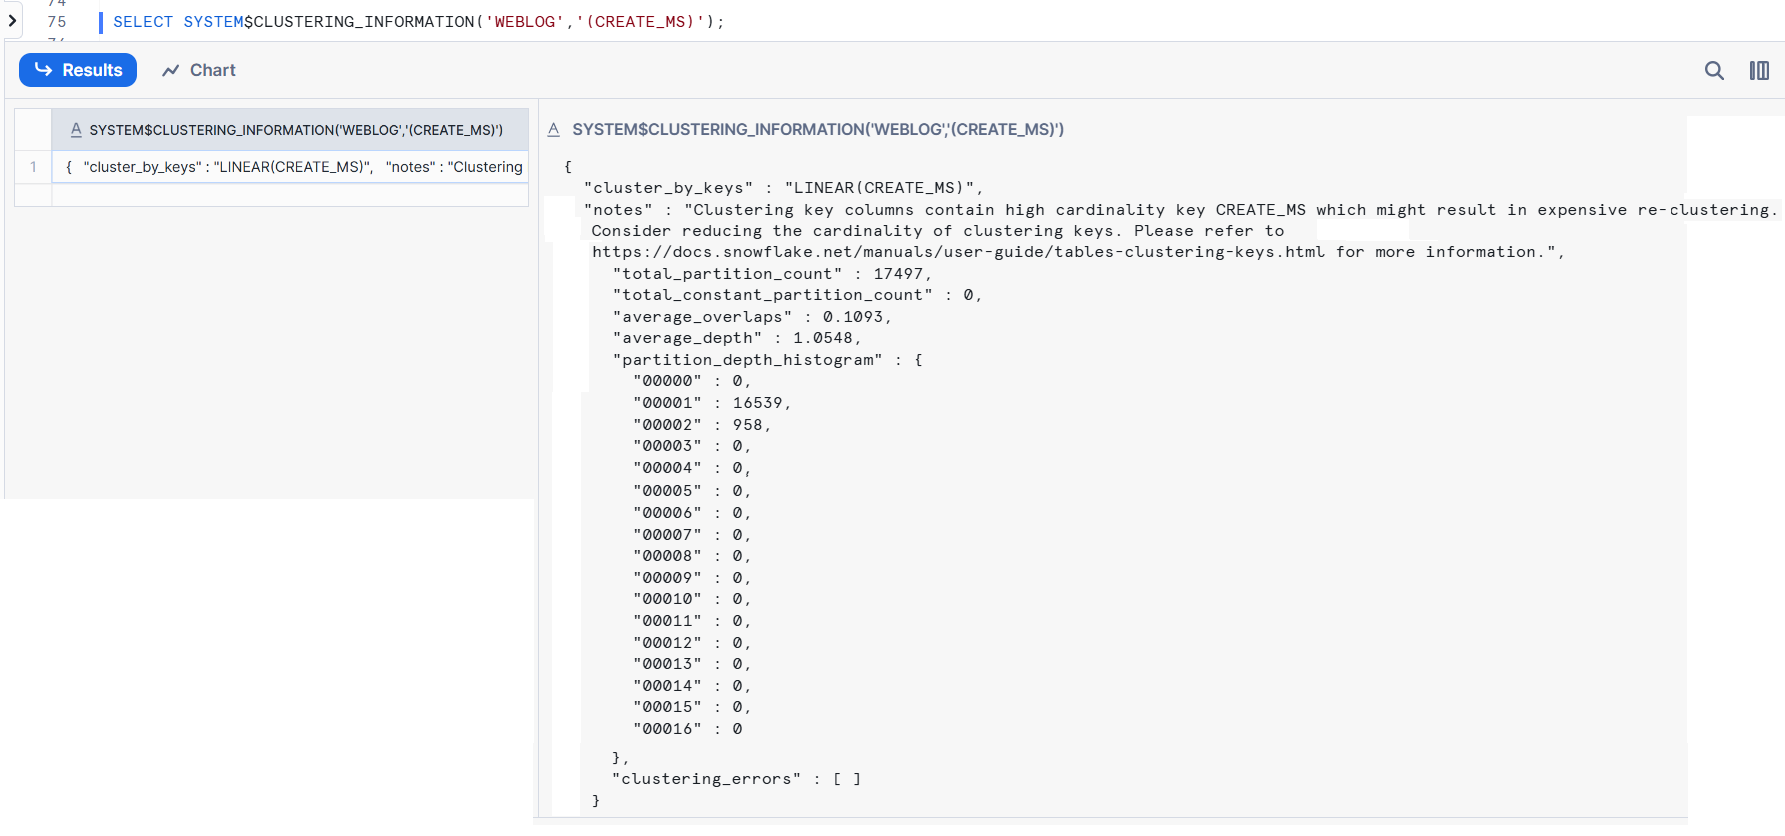 75 SELECT SYSTEM$CLUSTERING_INFORMATION('WEBLOG','(CREATE_MS)');
Results Chart
SYSTEM$CLUSTERING_INFORMATION('WEBLOG','(CREATE_MS)')
1 { "cluster_by_keys" : "LINEAR(CREATE_MS)", "notes" : "Clustering
SYSTEM$CLUSTERING_INFORMATION('WEBLOG','(CREATE_MS)')
{
"cluster_by_keys" : "LINEAR(CREATE_MS)",
"notes" : "Clustering key columns contain high cardinality key CREATE_MS which might result in expensive re-clustering.
Consider reducing the cardinality of clustering keys. Please refer to
https://docs.snowflake.net/manuals/user-guide/tables-clustering-keys.html for more information.",
"total_partition_count" : 17497,
"total_constant_partition_count" : 0,
"average_overlaps" : 0.1093,
"average_depth" : 1.0548,
"partition_depth_histogram" : {
"00000" : 0,
"00001" : 16539,
"00002" : 958,
"00003" : 0,
"00004" : 0,
"00005" : 0,
"00006" : 0,
"00007" : 0,
"00008" : 0,
"00009" : 0,
"00010" : 0,
"00011" : 0,
"00012" : 0,
"00013" : 0,
"00014" : 0,
"00015" : 0,
"00016" : 0
},
"clustering_errors" : [ ]
}